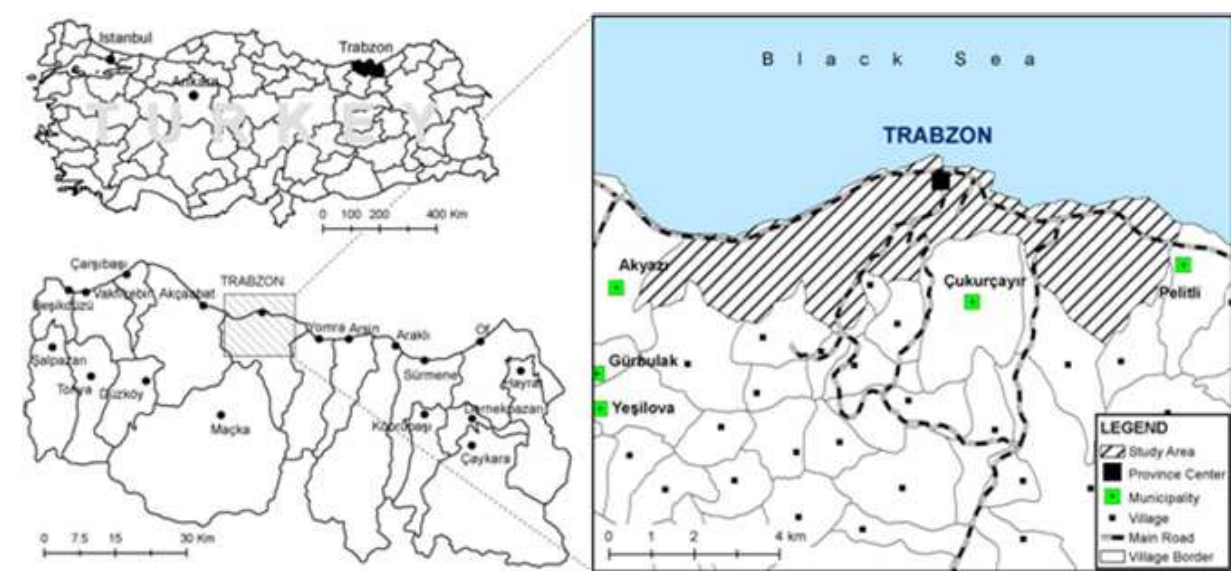 Istanbul
Trabzon
Ankara
TURKEY
0 100 200 400 Km
Çarşıbaşı
TRABZON
Beşikdüzü
Vakfıkebir
Akçaabat
Yomra
Arsin
Araklı
Of
Şalpazarı
Sürmene
Hayrat
Tonya
Düzköy
Dernekpazarı
Maçka
Köprübaşı
Çaykara
0 7.5 15 30 Km
Black Sea
TRABZON
Akyazı
Çukurçayır
Pelitli
Gürbulak
Yeşilova
0 1 2 4 km
LEGEND
Study Area
Province Center
Municipality
Village
Main Road
Village Border